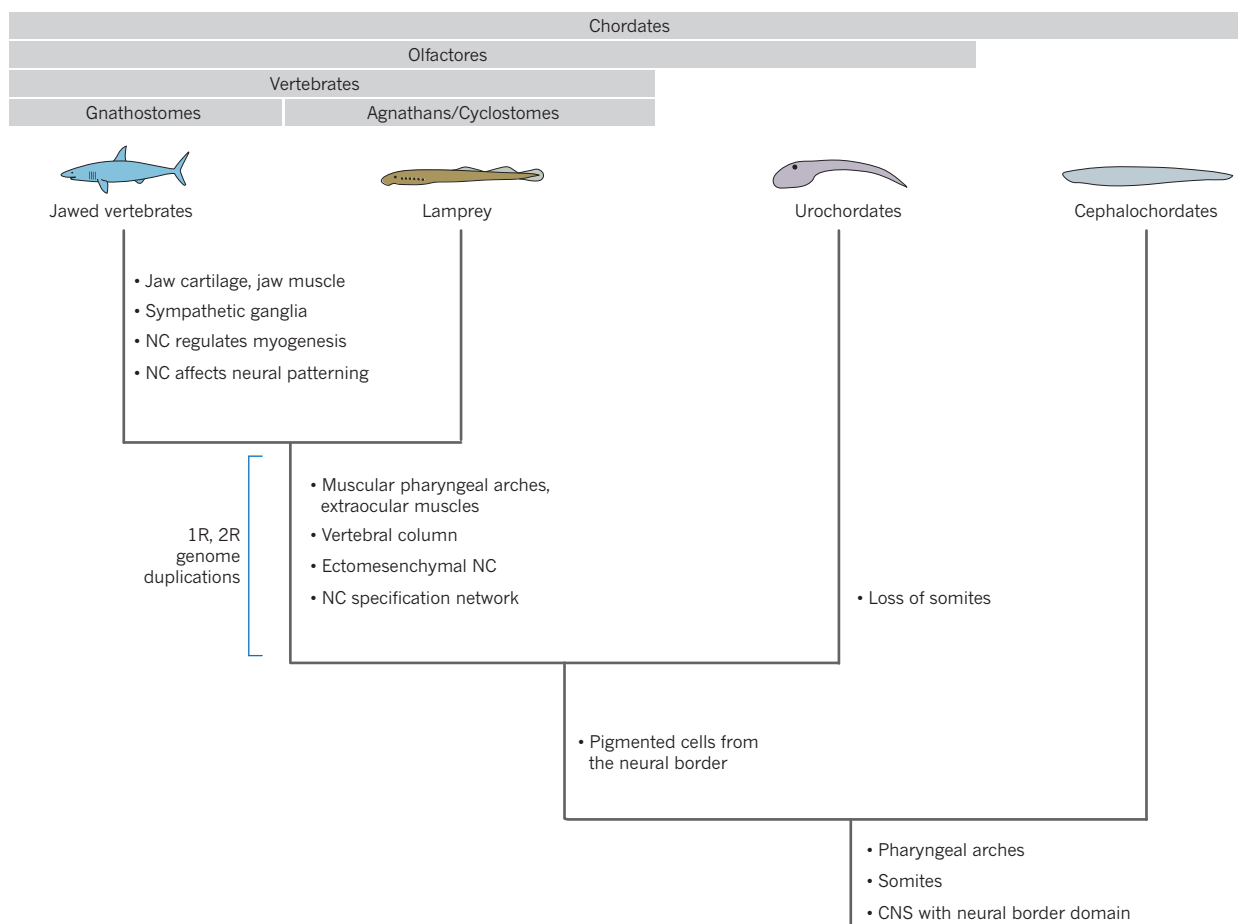 Chordates
Olfactores
Vertebrates
Gnathostomes
Agnathans/Cyclostomes
Jawed vertebrates
Lamprey
Urochordates
Cephalochordates
• Jaw cartilage, jaw muscle
• Sympathetic ganglia
• NC regulates myogenesis
• NC affects neural patterning
1R, 2R
genome
duplications
• Muscular pharyngeal arches,
extraocular muscles
• Vertebral column
• Ectomesenchymal NC
• NC specification network
• Loss of somites
• Pigmented cells from
the neural border
• Pharyngeal arches
• Somites
• CNS with neural border domain